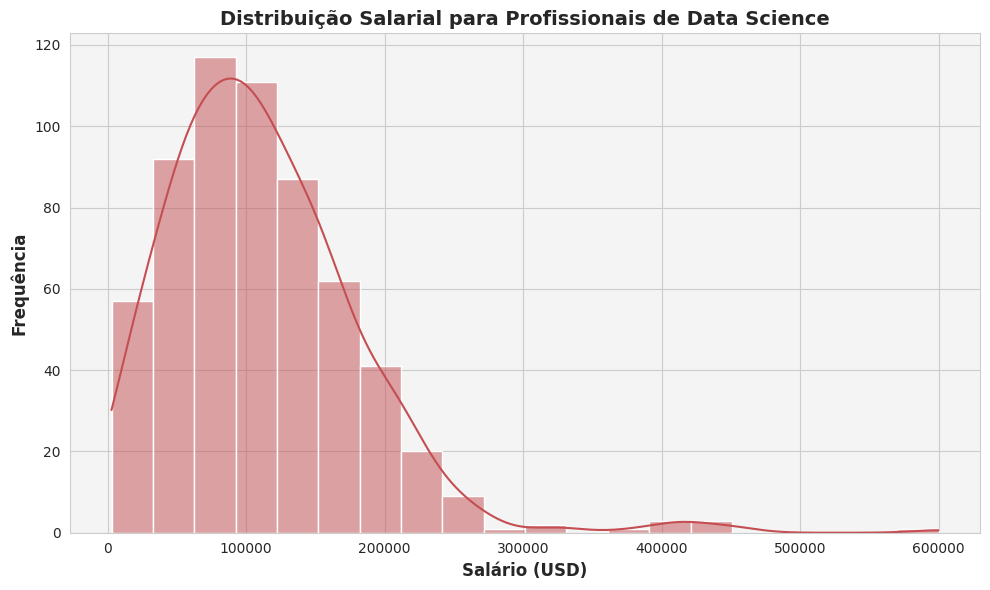 Distribuição Salarial para Profissionais de Data Science
120
100
80
60
40
20
0
Frequência
0 100000 200000 300000 400000 500000 600000
Salário (USD)